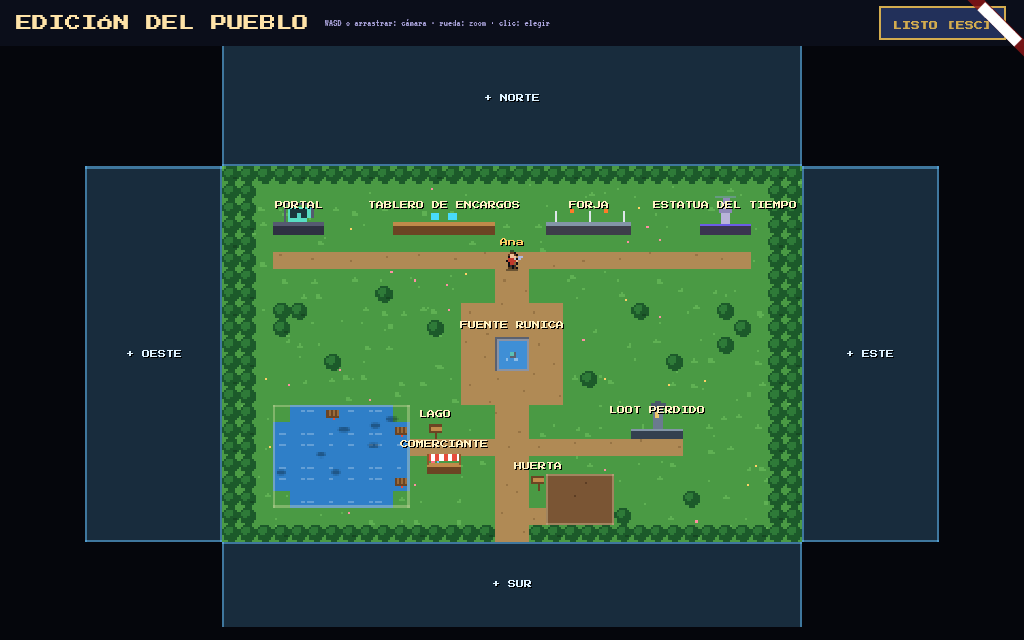 EDICIóN DEL PUEBLO
WASD o arrastrar: cámara · rueda: zoom · clic: elegir
LISTO [ESC]
+ NORTE
PORTAL
TABLERO DE ENCARGOS
FORJA
ESTATUA DEL TIEMPO
Ana
FUENTE RUNICA
+ OESTE
+ ESTE
LAGO
LOOT PERDIDO
COMERCIANTE
HUERTA
+ SUR